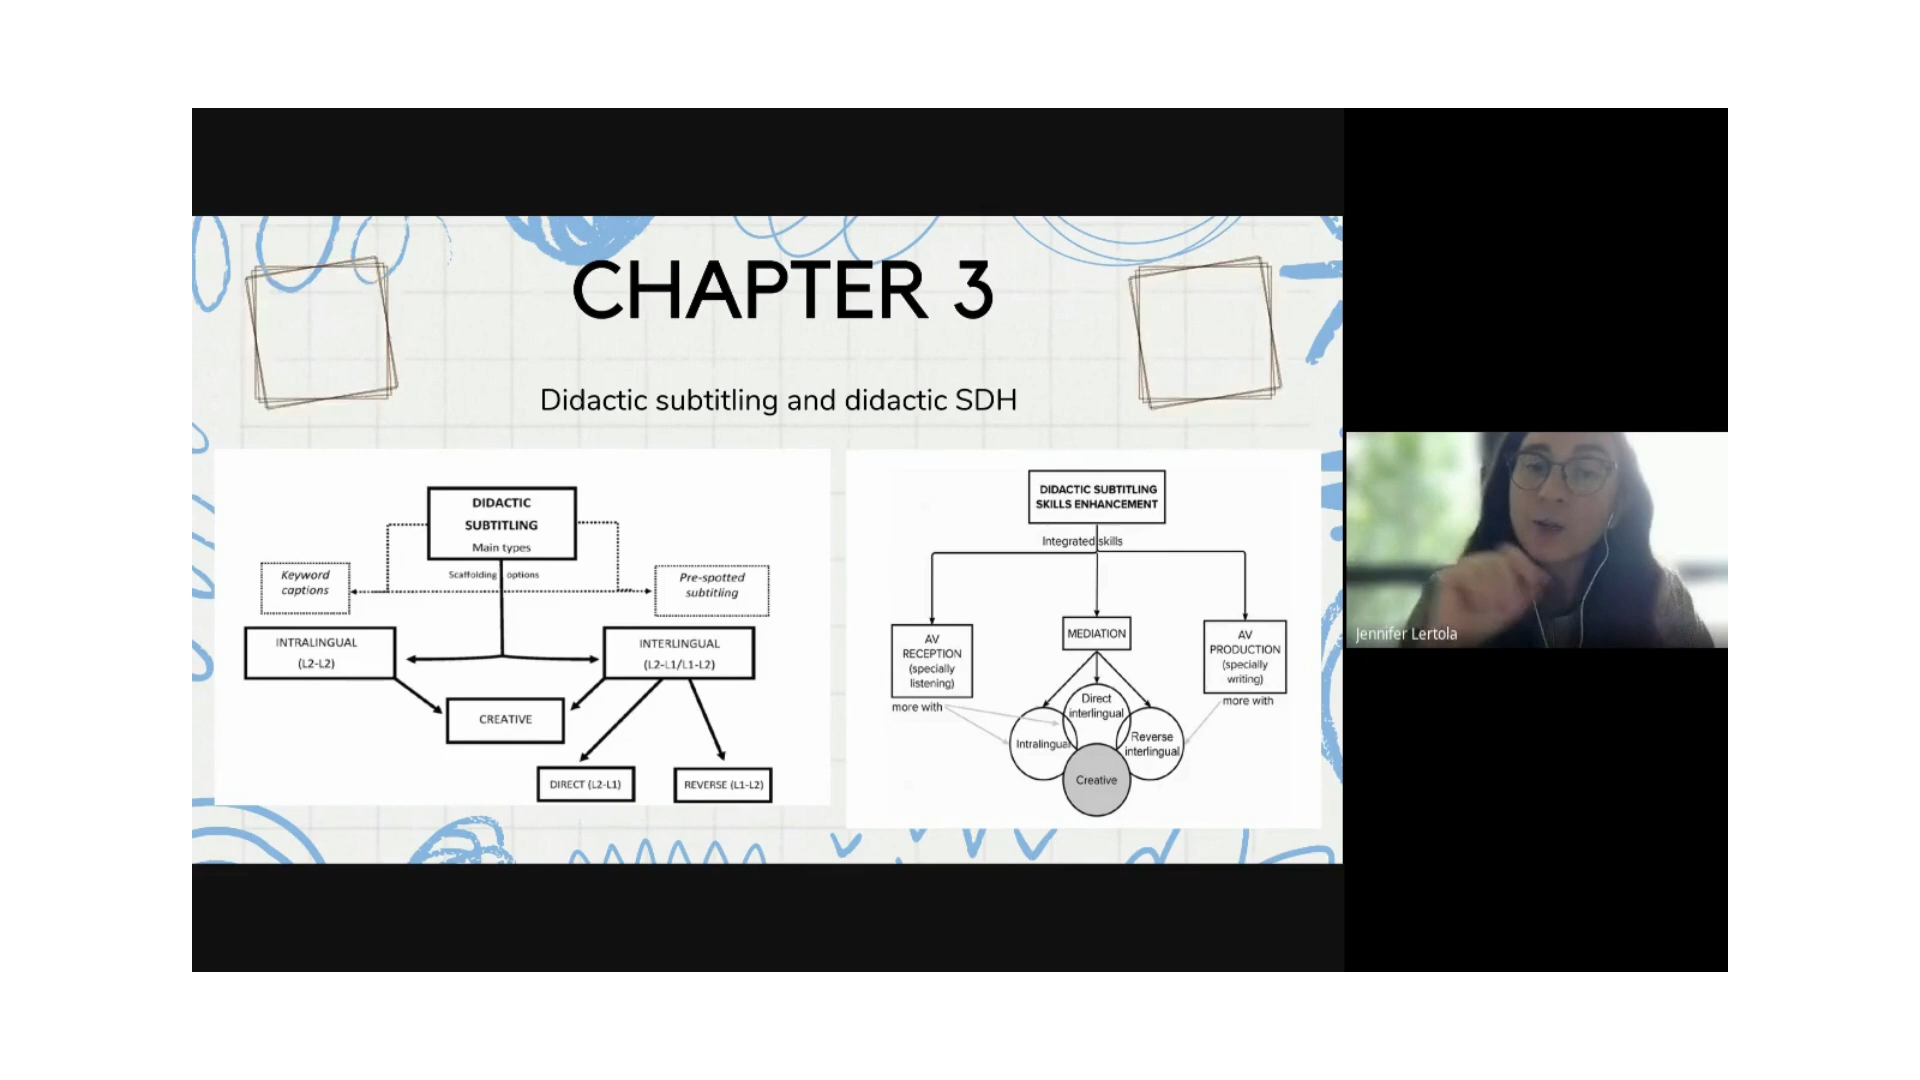 CHAPTER 3
Didactic subtitling and didactic SDH
DIDACTIC
SUBTITLING
Main types
Scaffolding options
Keyword
captions
Pre-spotted
subtitling
INTRALINGUAL
(L2-L2)
INTERLINGUAL
(L2-L1/L1-L2)
CREATIVE
DIRECT (L2-L1)
REVERSE (L1-L2)
DIDACTIC SUBTITLING
SKILLS ENHANCEMENT
Integrated skills
AV
RECEPTION
(specially
listening)
more with
MEDIATION
AV
PRODUCTION
(specially
writing)
more with
Direct
interlingual
Intralingual
Reverse
interlingual
Creative
Jennifer Lertola